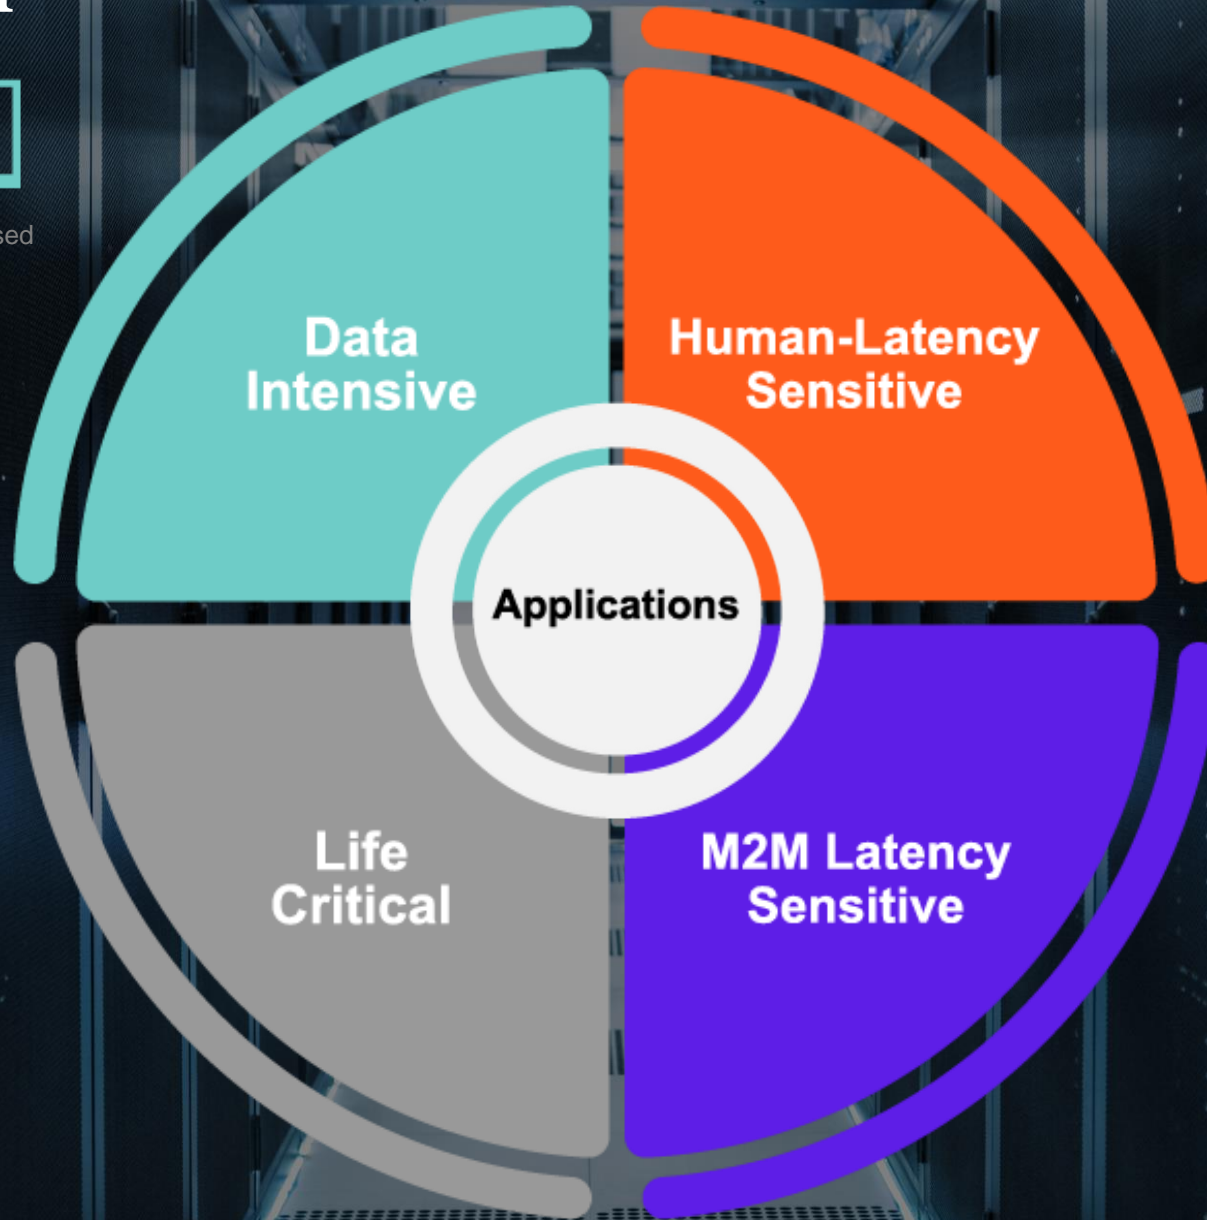 sed
Data
Intensive
Human-Latency
Sensitive
Applications
Life
Critical
M2M Latency
Sensitive